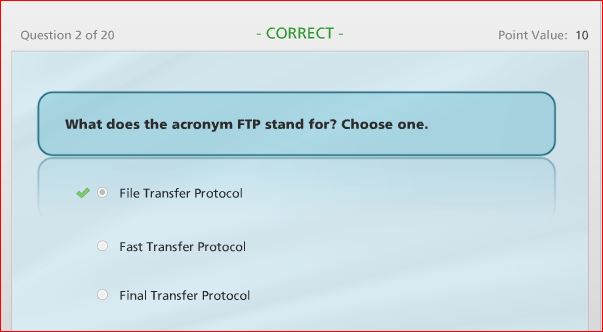 Question 2 of 20 - CORRECT - Point Value: 10
What does the acronym FTP stand for? Choose one.
File Transfer Protocol
Fast Transfer Protocol
Final Transfer Protocol